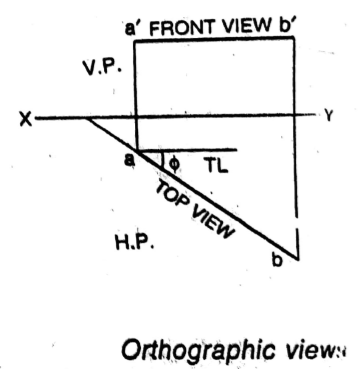 a′ FRONT VIEW b′
V.P.
X
Y
a
ϕ
TL
TOP VIEW
H.P.
b
Orthographic views